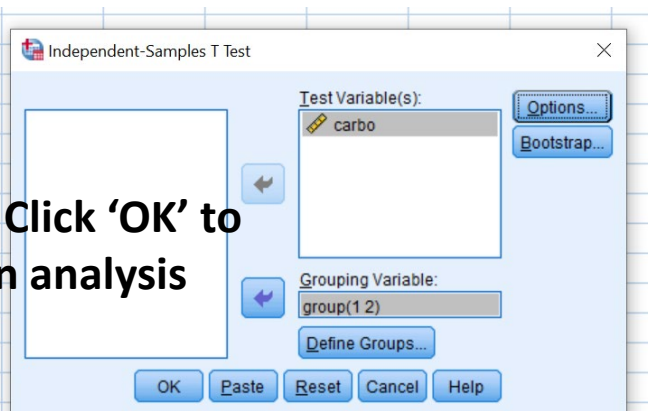 Independent-Samples T Test
Test Variable(s):
carbo
Options...
Bootstrap...
Click ‘OK’ to
analysis
Grouping Variable:
group(1 2)
Define Groups...
OK Paste Reset Cancel Help